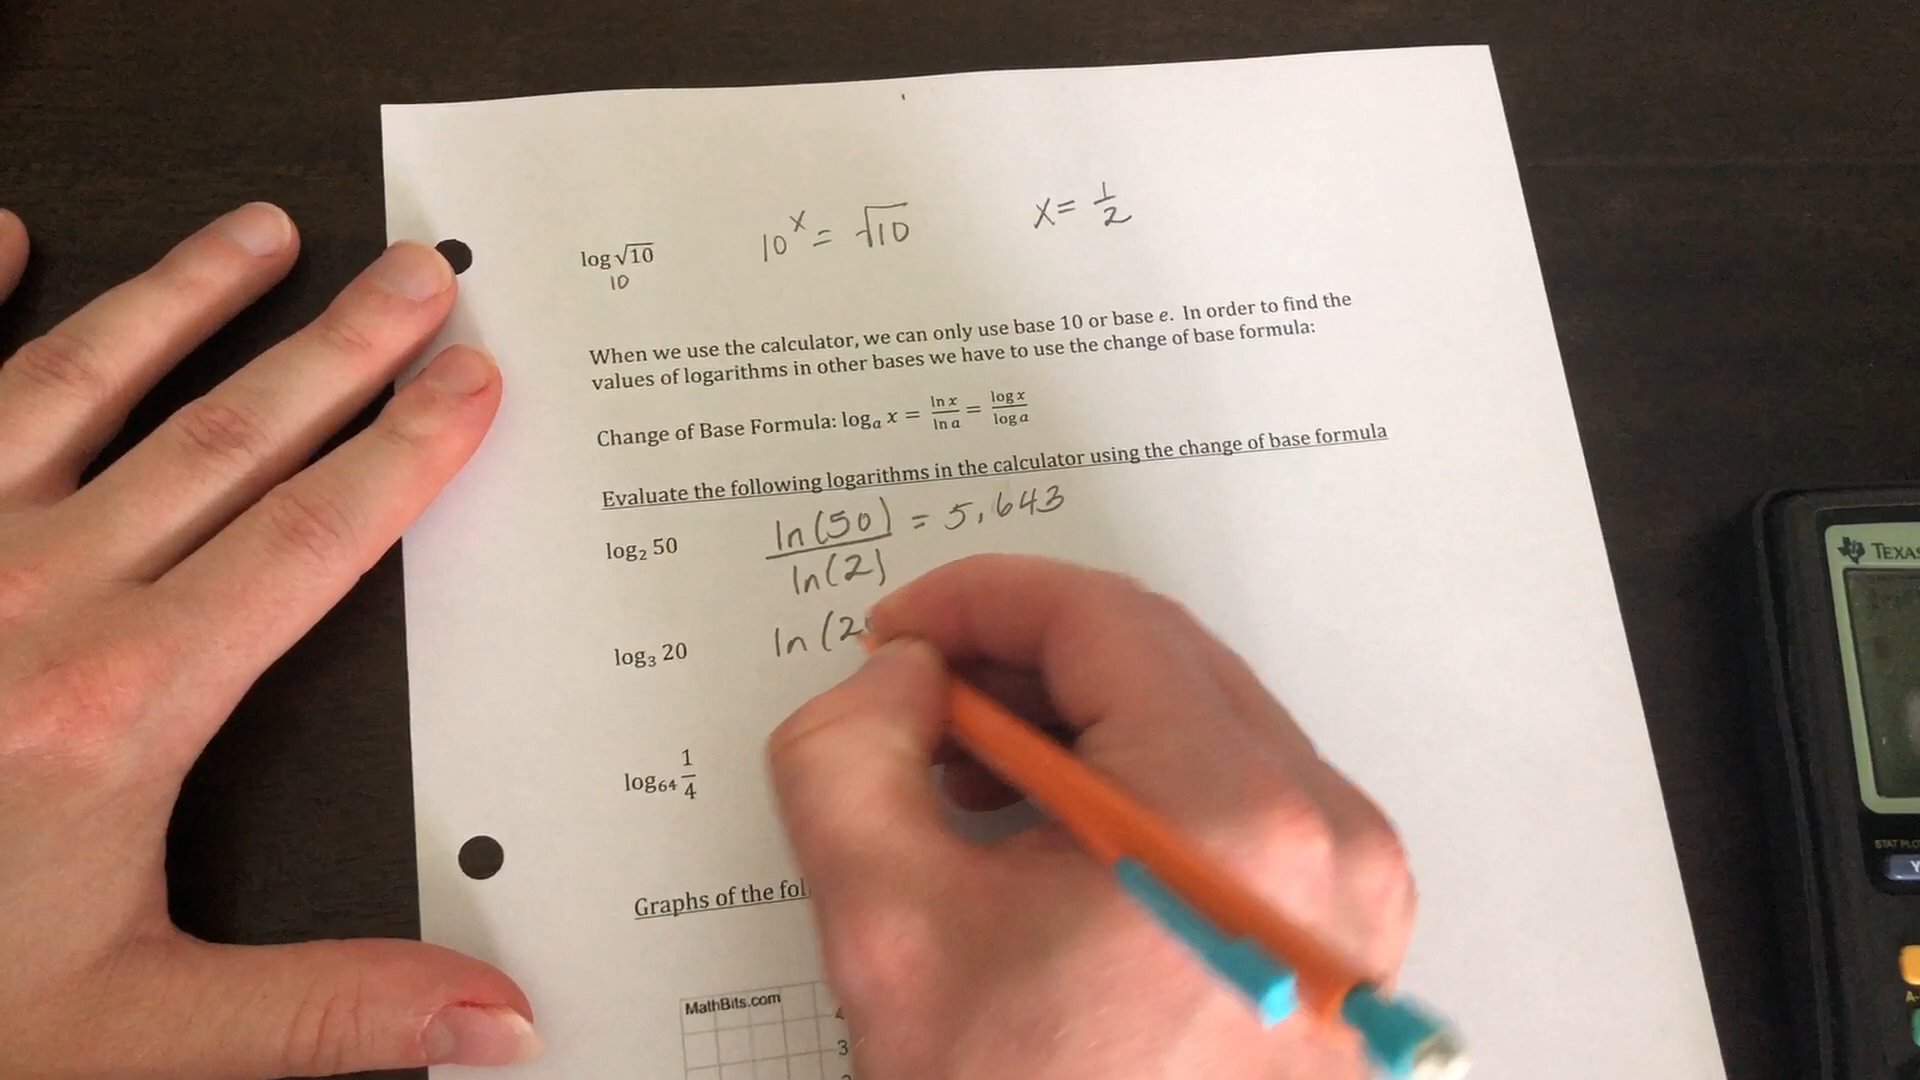 log √10 10^x = √10 x = 1/2
10
When we use the calculator, we can only use base 10 or base e. In order to find the
values of logarithms in other bases we have to use the change of base formula:
Change of Base Formula: logₐ x = ln x / ln a = log x / log a
Evaluate the following logarithms in the calculator using the change of base formula
log₂ 50 ln(50) / ln(2) = 5.643
log₃ 20 ln(2
log₆₄ 1/4
Graphs of the fol
MathBits.com
4
3
TEXAS
STAT PLO
Y
A-